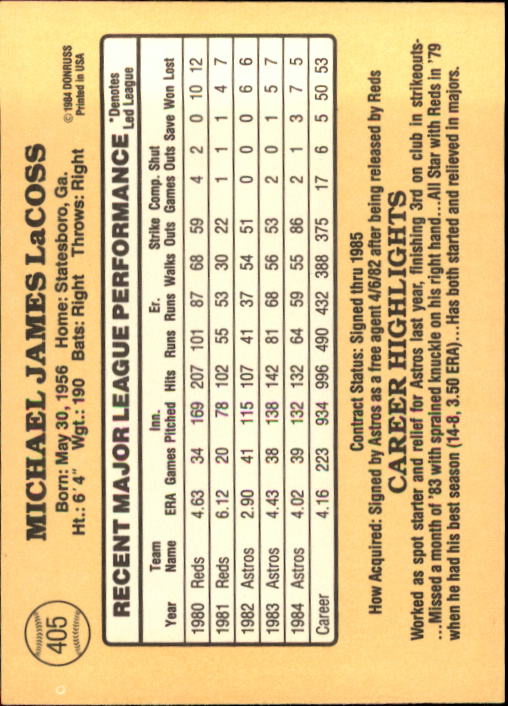 405
MICHAEL JAMES LaCOSS
Born: May 30, 1956 Home: Statesboro, Ga.
Ht.: 6'4" Wgt.: 190 Bats: Right Throws: Right
© 1984 DONRUSS
Printed in USA
RECENT MAJOR LEAGUE PERFORMANCE *Denotes Led League
Year Team Name ERA Games Inn. Pitched Hits Runs Er. Runs Walks Strike Outs Comp. Games Shut Outs Save Won Lost
1980 Reds 4.63 34 169 207 101 87 68 59 4 2 0 10 12
1981 Reds 6.12 20 78 102 55 53 30 22 1 1 1 4 7
1982 Astros 2.90 41 115 107 41 37 54 51 0 0 0 6 6
1983 Astros 4.43 38 138 142 81 68 56 53 2 0 1 5 7
1984 Astros 4.02 39 132 132 64 59 55 86 2 1 3 7 5
Career 4.16 223 934 996 490 432 388 375 17 6 5 50 53
Contract Status: Signed thru 1985
How Acquired: Signed by Astros as a free agent 4/6/82 after being released by Reds
CAREER HIGHLIGHTS
Worked as spot starter and relief for Astros last year, finishing 3rd on club in strikeouts-
...Missed a month of '83 with sprained knuckle on his right hand...All Star with Reds in '79
when he had his best season (14-8, 3.50 ERA)...Has both started and relieved in majors.